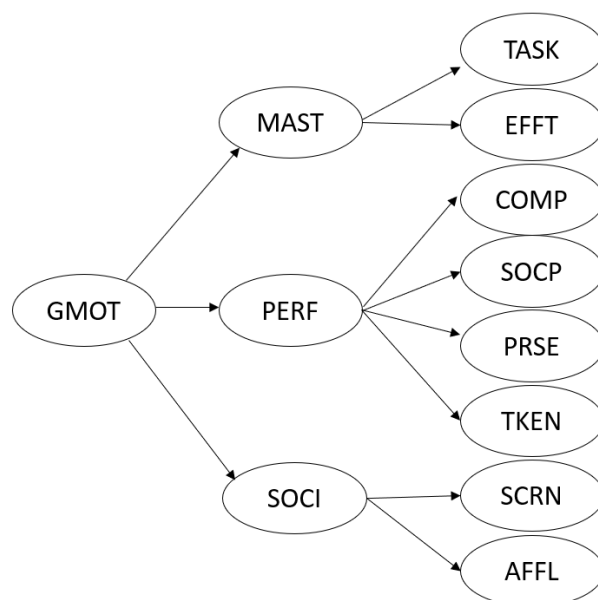 TASK
MAST
EFFT
COMP
SOCP
GMOT
PERF
PRSE
TKEN
SOCI
SCRN
AFFL